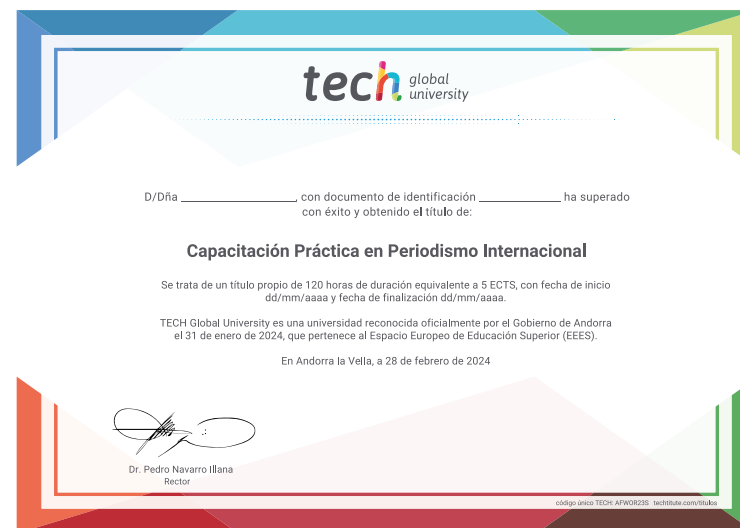 tech global
university
D/Dña ______________, con documento de identificación __________ ha superado
con éxito y obtenido el título de:
Capacitación Práctica en Periodismo Internacional
Se trata de un título propio de 120 horas de duración equivalente a 5 ECTS, con fecha de inicio
dd/mm/aaaa y fecha de finalización dd/mm/aaaa.
TECH Global University es una universidad reconocida oficialmente por el Gobierno de Andorra
el 31 de enero de 2024, que pertenece al Espacio Europeo de Educación Superior (EEES).
En Andorra la Vella, a 28 de febrero de 2024
Dr. Pedro Navarro Illana
Rector
código único TECH: AFWOR23S techtitute.com/titulos